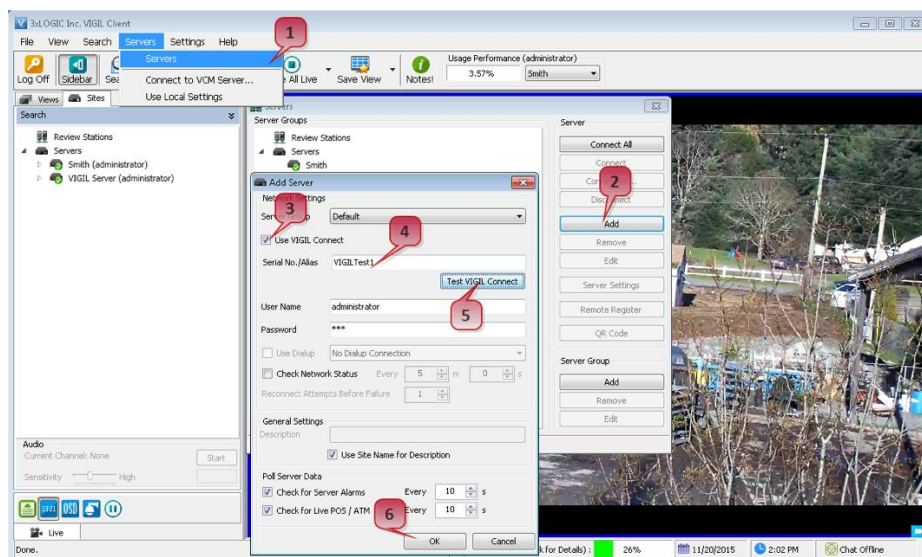 3xLOGIC Inc. VIGIL Client
File View Search Servers Settings Help
1
Servers
Connect to VCM Server...
Use Local Settings
Log Off
Sidebar
All Live
Save View
Notes!
Usage Performance (administrator)
3.57%
Smith
Views
Sites
Search
Review Stations
Servers
Smith (administrator)
VIGIL Server (administrator)
Servers
Server Groups
Review Stations
Servers
Smith
Server
Connect All
Connect
2
Disconnect
Add
Remove
Edit
Server Settings
Remote Register
QR Code
Server Group
Add
Remove
Edit
Add Server
Network Settings
3
Default
Use VIGIL Connect
4
Serial No./Alias
VIGILTest1
Test VIGIL Connect
5
User Name
administrator
Password
***
Use Dialup
No Dialup Connection
Check Network Status Every 5 m 0 s
Reconnect Attempts Before Failure 1
General Settings
Description
Use Site Name for Description
Poll Server Data
Check for Server Alarms Every 10 s
Check for Live POS / ATM Every 10 s
6
OK
Cancel
Audio
Current Channel: None
Start
Sensitivity
High
OSD
Live
Done.
for Details) :
26%
11/20/2015
2:02 PM
Chat Offline